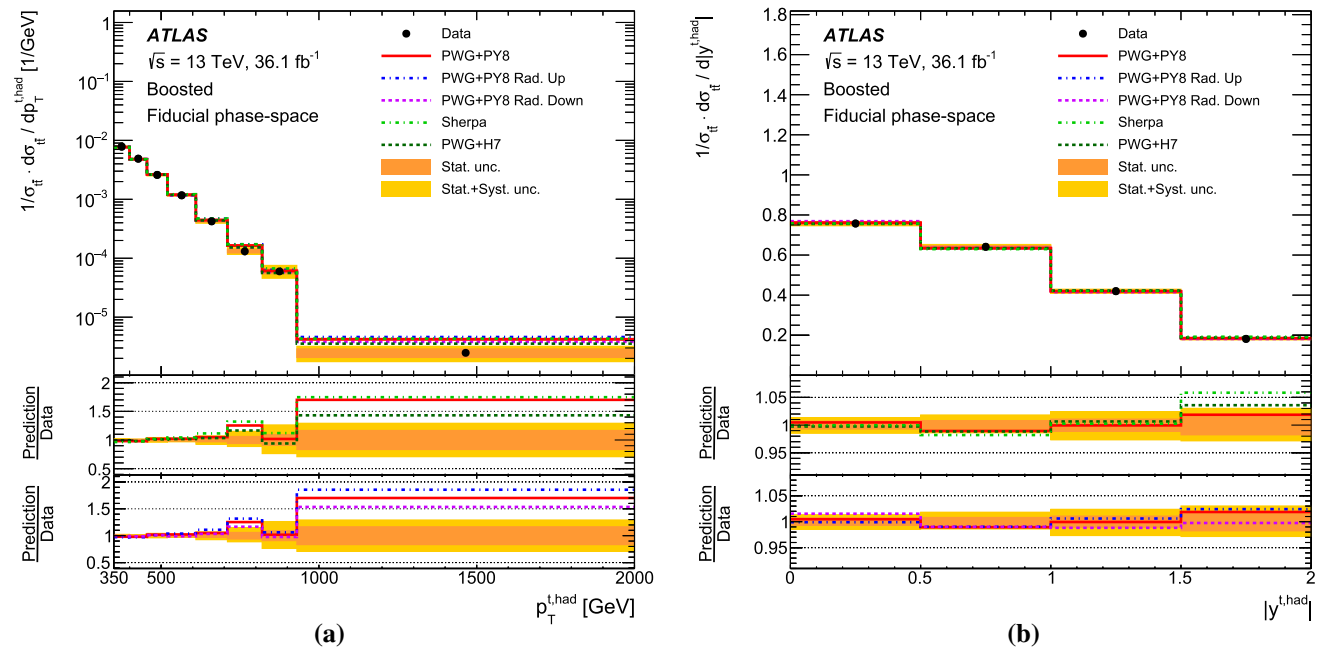 ATLAS
√s = 13 TeV, 36.1 fb⁻¹
Boosted
Fiducial phase-space
Data
PWG+PY8
PWG+PY8 Rad. Up
PWG+PY8 Rad. Down
Sherpa
PWG+H7
Stat. unc.
Stat.+Syst. unc.
1/σ_tt̄ · dσ_tt̄ / dp_T^{t,had} [1/GeV]
1
10⁻¹
10⁻²
10⁻³
10⁻⁴
10⁻⁵
Prediction
Data
2
1.5
1
0.5
Prediction
Data
2
1.5
1
0.5
350 500 1000 1500 2000
p_T^{t,had} [GeV]
(a)
ATLAS
√s = 13 TeV, 36.1 fb⁻¹
Boosted
Fiducial phase-space
Data
PWG+PY8
PWG+PY8 Rad. Up
PWG+PY8 Rad. Down
Sherpa
PWG+H7
Stat. unc.
Stat.+Syst. unc.
1/σ_tt̄ · dσ_tt̄ / d|y^{t,had}|
1.8
1.6
1.4
1.2
1
0.8
0.6
0.4
0.2
Prediction
Data
1.05
1.00
0.95
Prediction
Data
1.05
1
0.95
0 0.5 1 1.5 2
|y^{t,had}|
(b)